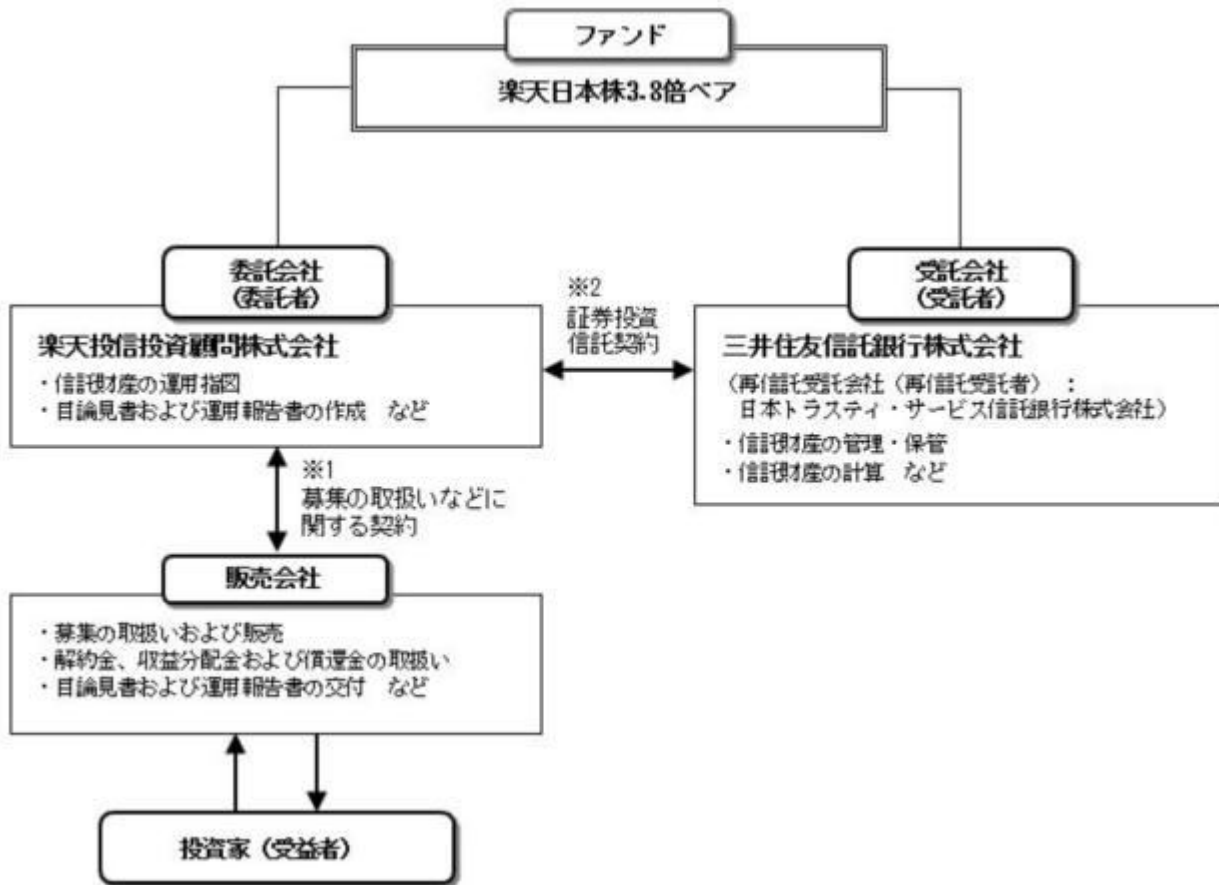 ファンド
楽天日本株3.8倍ベア
委託会社
(委託者)
楽天投信投資顧問株式会社
・信託財産の運用指図
・目論見書および運用報告書の作成　など
※2
証券投資
信託契約
受託会社
(受託者)
三井住友信託銀行株式会社
(再信託受託会社(再信託受託者)　:
日本トラスティ・サービス信託銀行株式会社)
・信託財産の管理・保管
・信託財産の計算　など
※1
募集の取扱いなどに
関する契約
販売会社
・募集の取扱いおよび販売
・解約金、収益分配金および償還金の取扱い
・目論見書および運用報告書の交付　など
投資家(受益者)